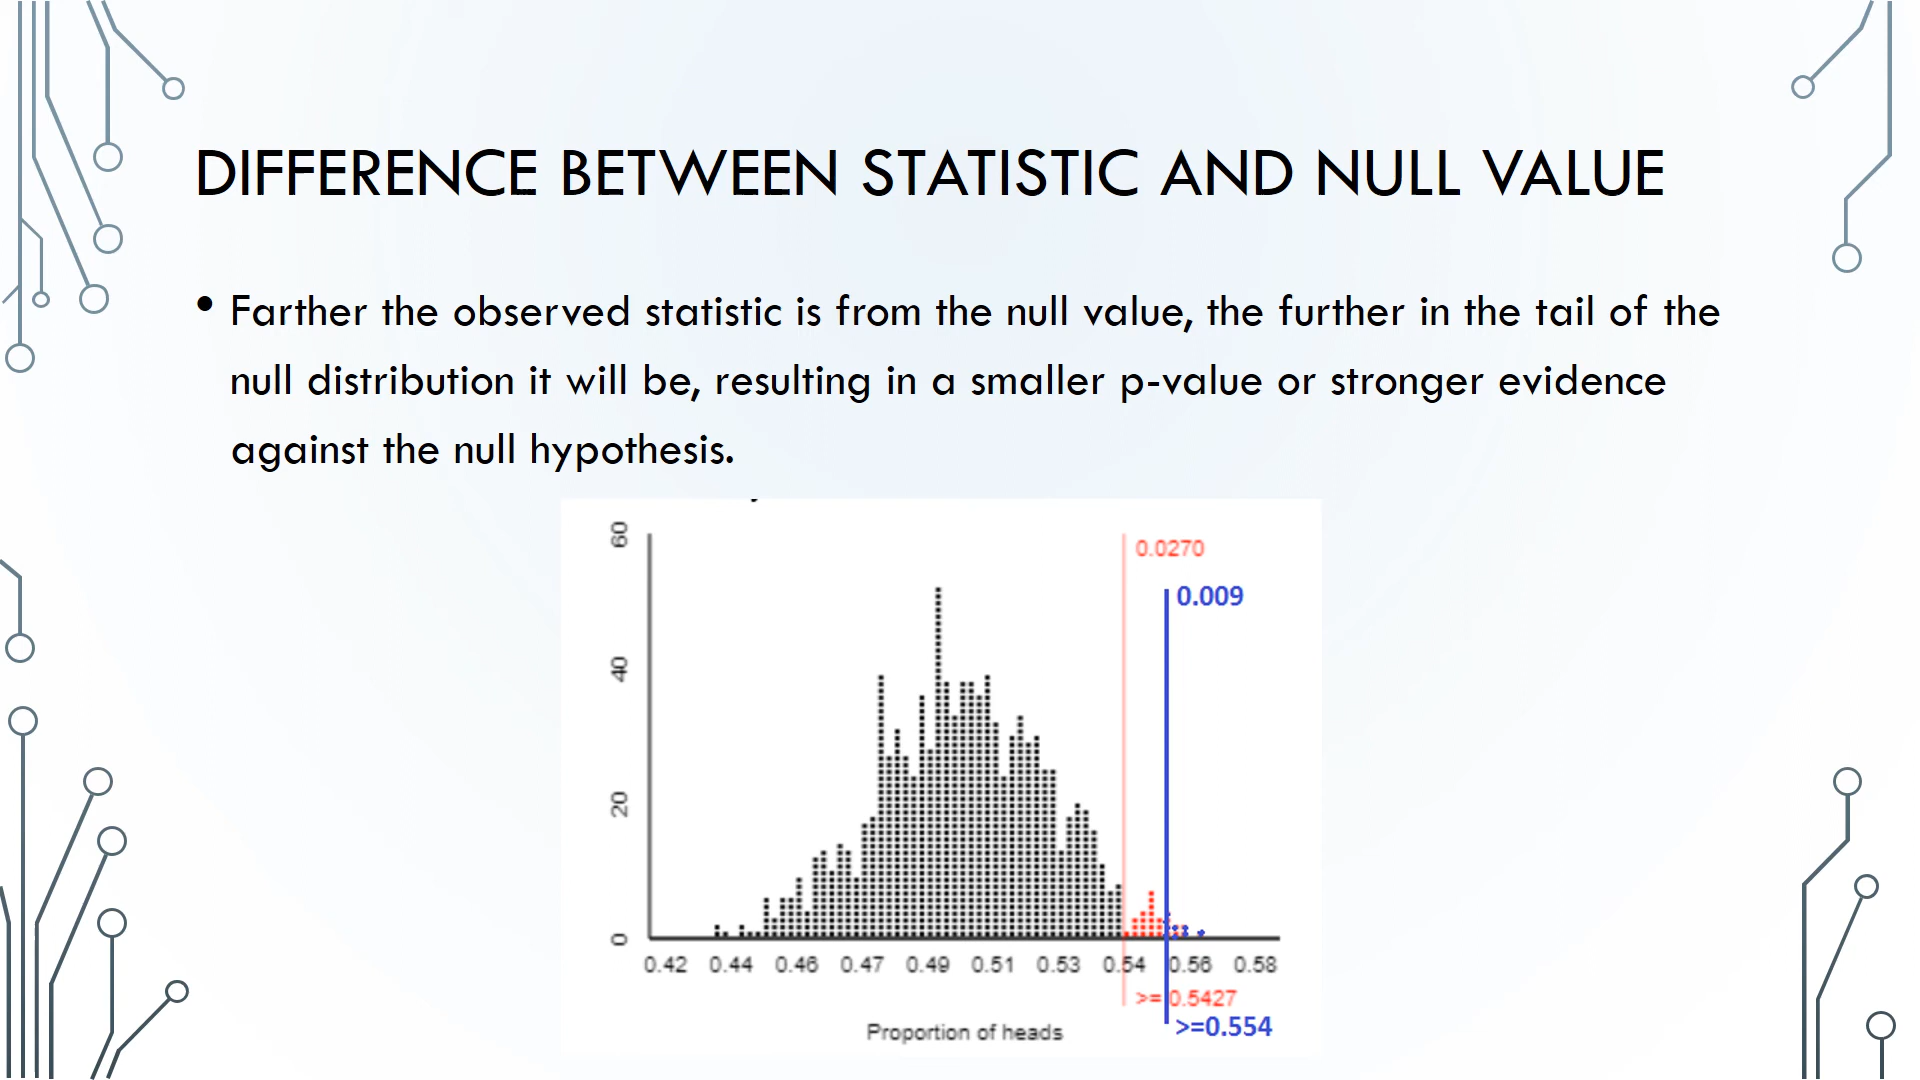 DIFFERENCE BETWEEN STATISTIC AND NULL VALUE
• Farther the observed statistic is from the null value, the further in the tail of the
null distribution it will be, resulting in a smaller p-value or stronger evidence
against the null hypothesis.
60
0.0270
0.009
40
20
0
0.42 0.44 0.46 0.47 0.49 0.51 0.53 0.54 0.56 0.58
>= 0.5427
>=0.554
Proportion of heads